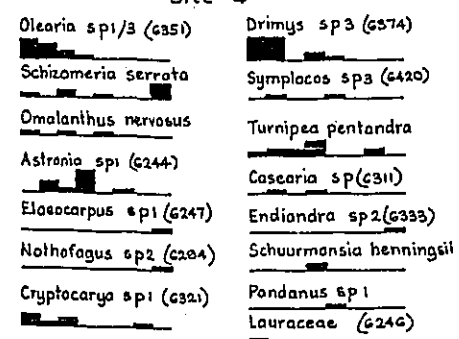 Site 4
Olearia sp1/3 (6351)
Schizomeria serrata
Omalanthus nervosus
Astronia sp1 (6244)
Elaeocarpus sp1 (6247)
Nothofagus sp2 (6284)
Cryptocarya sp1 (6321)
Drimys sp3 (6374)
Symplocos sp3 (6420)
Turnipea pentandra
Casearia sp (6311)
Endiandra sp2 (6333)
Schuurmansia henningsii
Pandanus sp1
Lauraceae (6246)